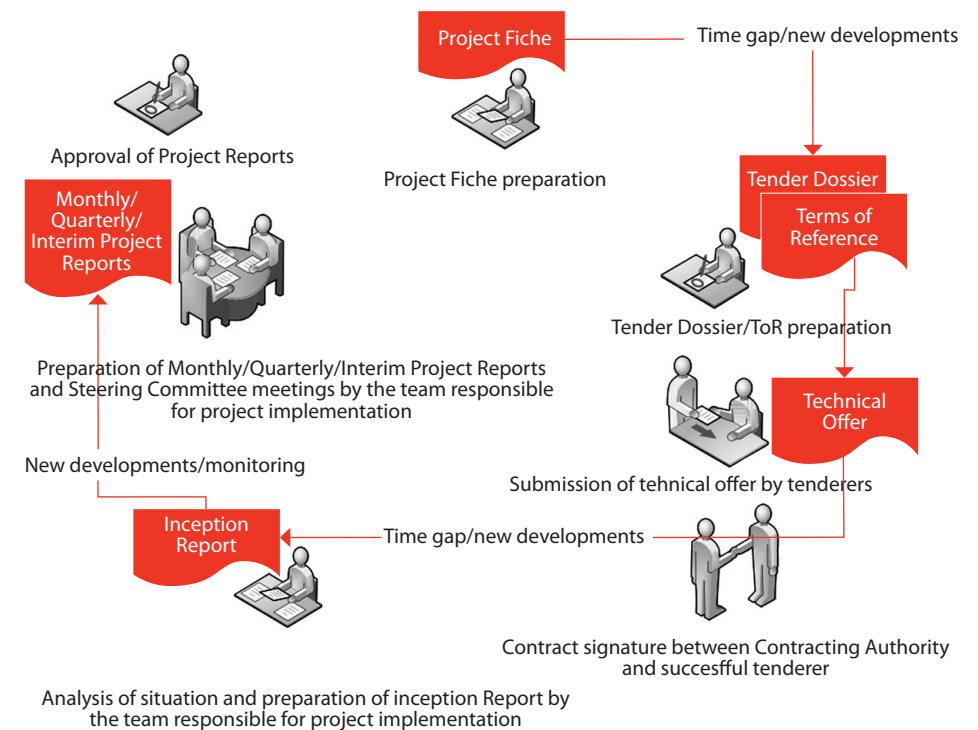 Project Fiche
Time gap/new developments
Project Fiche preparation
Tender Dossier
Terms of
Reference
Tender Dossier/ToR preparation
Technical
Offer
Submission of tehnical offer by tenderers
Contract signature between Contracting Authority
and succesfful tenderer
Time gap/new developments
Inception
Report
Analysis of situation and preparation of inception Report by
the team responsible for project implementation
New developments/monitoring
Monthly/
Quarterly/
Interim Project
Reports
Preparation of Monthly/Quarterly/Interim Project Reports
and Steering Committee meetings by the team responsible
for project implementation
Approval of Project Reports